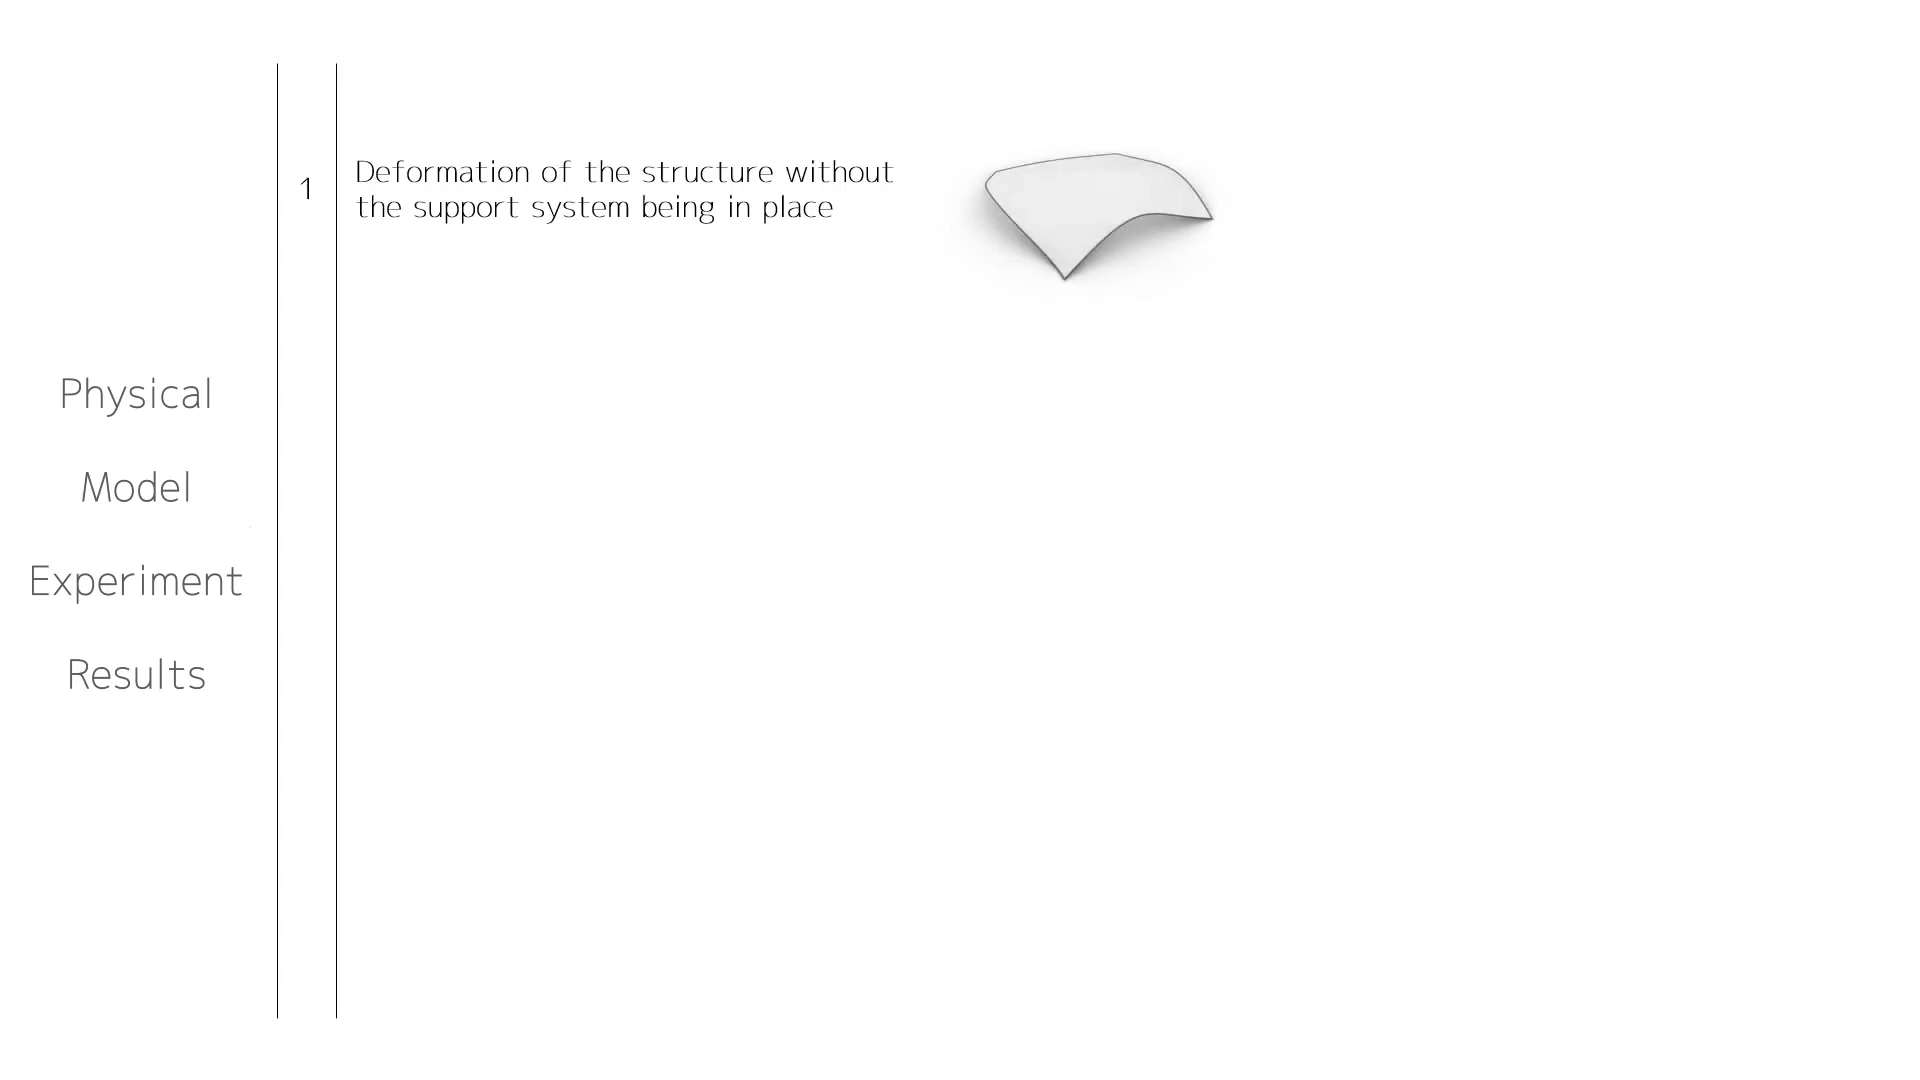 Physical
Model
Experiment
Results
1
Deformation of the structure without
the support system being in place